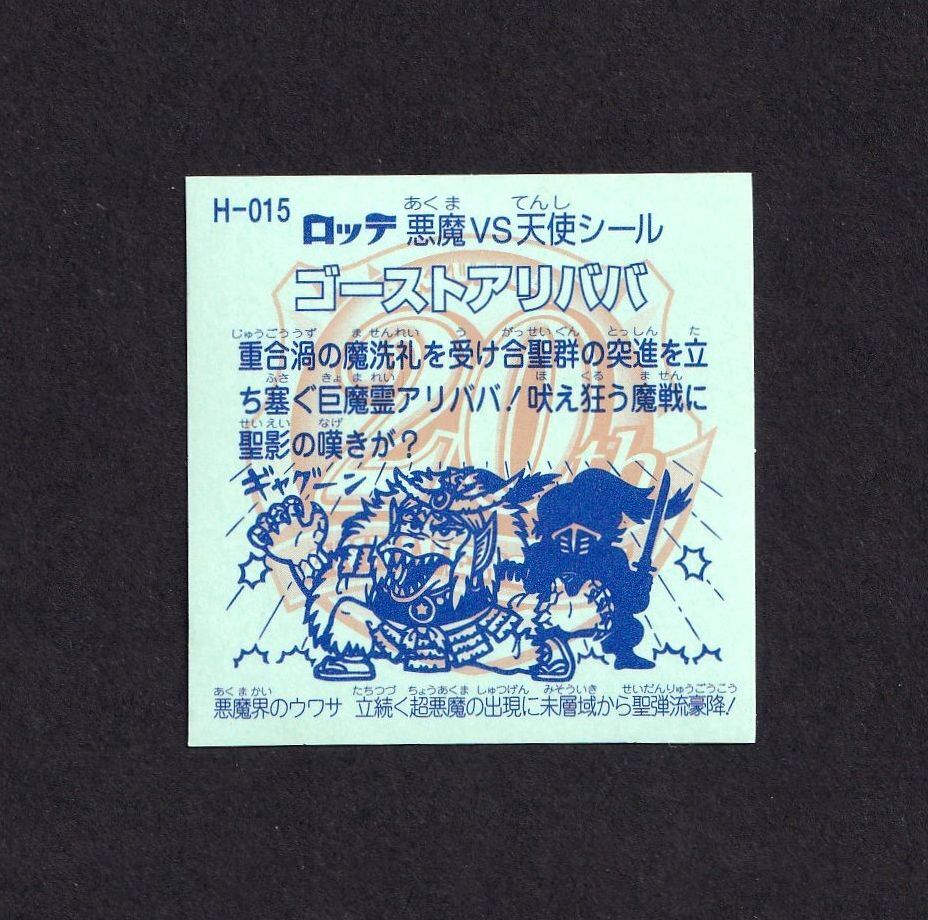 H-015
あくま てんし
ロッテ 悪魔VS天使シール
ゴーストアリババ
じゅうごううず ませんれい う がっせいぐん とっしん た
重合渦の魔洗礼を受け合聖群の突進を立
ふさ きょまれい ほ くる ません
ち塞ぐ巨魔霊アリババ!吠え狂う魔戦に
せいえい なげ
聖影の嘆きが?
20th
ギャグーン
あくまかい たちつづ ちょうあくま しゅつげん みそういき せいだんりゅうごうこう
悪魔界のウワサ 立続く超悪魔の出現に未層域から聖弾流豪降!